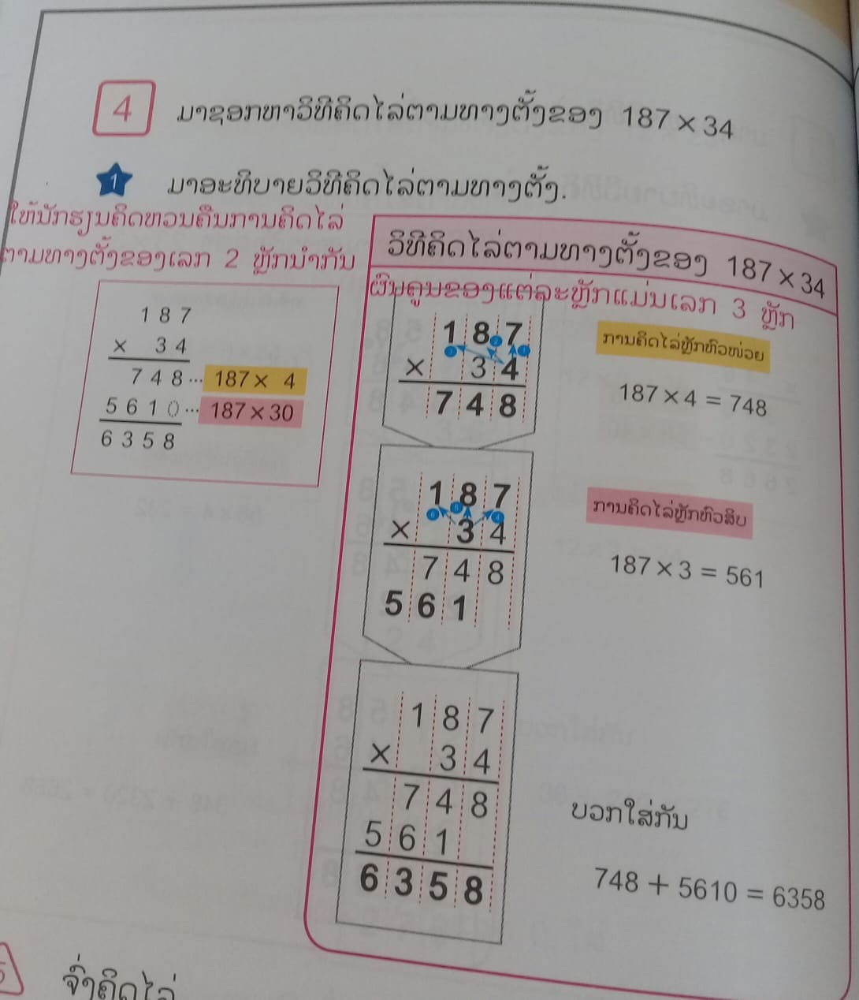 4 ມາຊອກຫາວິທີຄິດໄລ່ຕາມທາງຕັ້ງຂອງ 187 × 34
1 ມາອະທິບາຍວິທີຄິດໄລ່ຕາມທາງຕັ້ງ.
ໃຫ້ນັກຮຽນຄິດທວນຄືນການຄິດໄລ່
ຕາມທາງຕັ້ງຂອງເລກ 2 ຫຼັກນໍາກັນ
187
× 34
748 ... 187 × 4
5610 ... 187 × 30
6358
ວິທີຄິດໄລ່ຕາມທາງຕັ້ງຂອງ 187 × 34
ຜົນຄູນຂອງແຕ່ລະຫຼັກແມ່ນເລກ 3 ຫຼັກ
187
× 34
748
ການຄິດໄລ່ຫຼັກຫົວໜ່ວຍ
187 × 4 = 748
187
× 34
748
561
ການຄິດໄລ່ຫຼັກຫົວສິບ
187 × 3 = 561
187
× 34
748
561
6358
ບວກໃສ່ກັນ
748 + 5610 = 6358
ຈົ່ງຄິດໄລ່